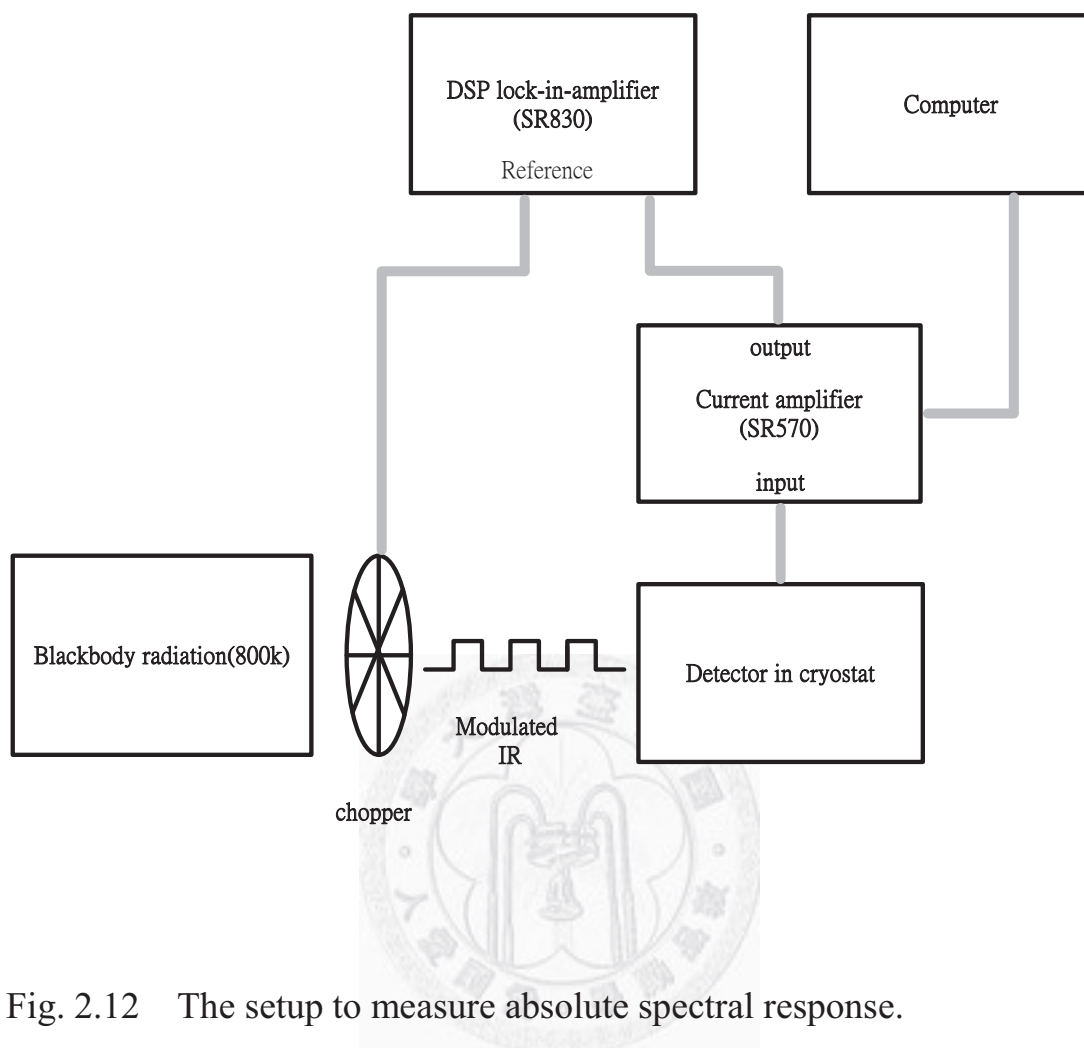 DSP lock-in-amplifier
(SR830)
Reference
Computer
output
Current amplifier
(SR570)
input
Blackbody radiation(800k)
Detector in cryostat
Modulated
IR
chopper
Fig. 2.12 The setup to measure absolute spectral response.